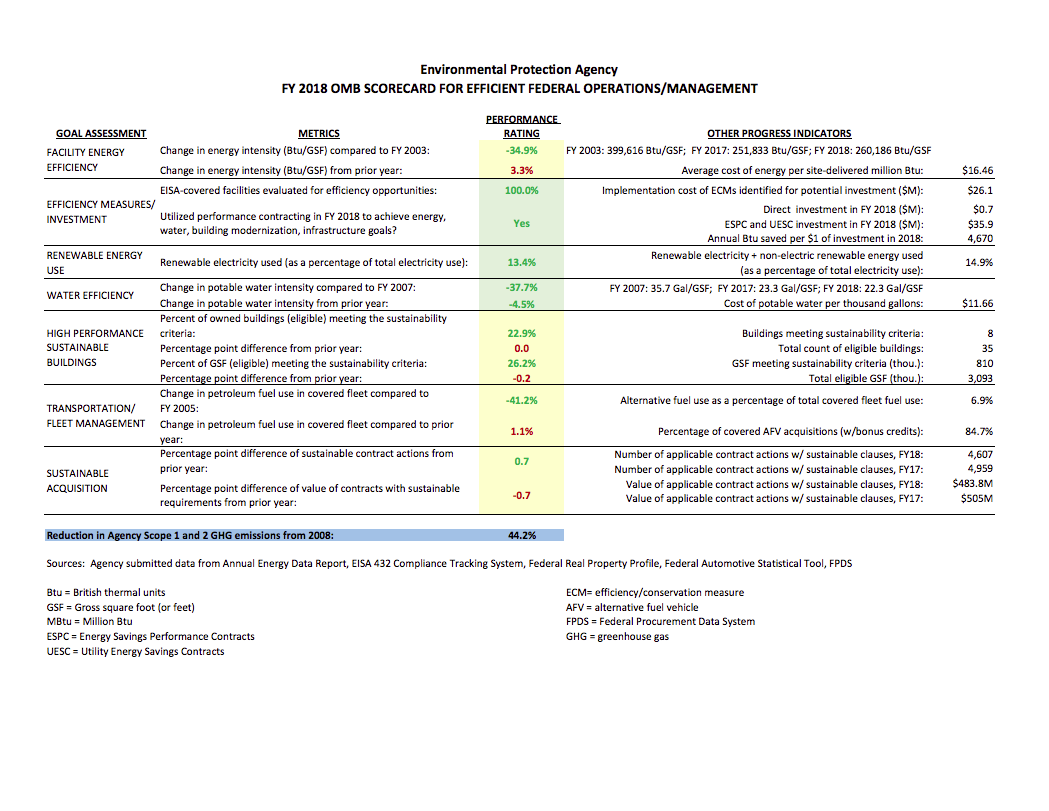 Environmental Protection Agency
FY 2018 OMB SCORECARD FOR EFFICIENT FEDERAL OPERATIONS/MANAGEMENT
GOAL ASSESSMENT METRICS PERFORMANCE RATING OTHER PROGRESS INDICATORS
FACILITY ENERGY EFFICIENCY
Change in energy intensity (Btu/GSF) compared to FY 2003: -34.9% FY 2003: 399,616 Btu/GSF; FY 2017: 251,833 Btu/GSF; FY 2018: 260,186 Btu/GSF
Change in energy intensity (Btu/GSF) from prior year: 3.3% Average cost of energy per site-delivered million Btu: $16.46
EFFICIENCY MEASURES/ INVESTMENT
EISA-covered facilities evaluated for efficiency opportunities: 100.0% Implementation cost of ECMs identified for potential investment ($M): $26.1
Utilized performance contracting in FY 2018 to achieve energy,
water, building modernization, infrastructure goals? Yes
Direct investment in FY 2018 ($M): $0.7
ESPC and UESC investment in FY 2018 ($M): $35.9
Annual Btu saved per $1 of investment in 2018: 4,670
RENEWABLE ENERGY USE
Renewable electricity used (as a percentage of total electricity use): 13.4%
Renewable electricity + non-electric renewable energy used
(as a percentage of total electricity use): 14.9%
WATER EFFICIENCY
Change in potable water intensity compared to FY 2007: -37.7% FY 2007: 35.7 Gal/GSF; FY 2017: 23.3 Gal/GSF; FY 2018: 22.3 Gal/GSF
Change in potable water intensity from prior year: -4.5% Cost of potable water per thousand gallons: $11.66
HIGH PERFORMANCE SUSTAINABLE BUILDINGS
Percent of owned buildings (eligible) meeting the sustainability
criteria: 22.9% Buildings meeting sustainability criteria: 8
Percentage point difference from prior year: 0.0 Total count of eligible buildings: 35
Percent of GSF (eligible) meeting the sustainability criteria: 26.2% GSF meeting sustainability criteria (thou.): 810
Percentage point difference from prior year: -0.2 Total eligible GSF (thou.): 3,093
TRANSPORTATION/ FLEET MANAGEMENT
Change in petroleum fuel use in covered fleet compared to
FY 2005: -41.2% Alternative fuel use as a percentage of total covered fleet fuel use: 6.9%
Change in petroleum fuel use in covered fleet compared to prior
year: 1.1% Percentage of covered AFV acquisitions (w/bonus credits): 84.7%
SUSTAINABLE ACQUISITION
Percentage point difference of sustainable contract actions from
prior year: 0.7
Number of applicable contract actions w/ sustainable clauses, FY18: 4,607
Number of applicable contract actions w/ sustainable clauses, FY17: 4,959
Percentage point difference of value of contracts with sustainable
requirements from prior year: -0.7
Value of applicable contract actions w/ sustainable clauses, FY18: $483.8M
Value of applicable contract actions w/ sustainable clauses, FY17: $505M
Reduction in Agency Scope 1 and 2 GHG emissions from 2008: 44.2%
Sources: Agency submitted data from Annual Energy Data Report, EISA 432 Compliance Tracking System, Federal Real Property Profile, Federal Automotive Statistical Tool, FPDS
Btu = British thermal units
GSF = Gross square foot (or feet)
MBtu = Million Btu
ESPC = Energy Savings Performance Contracts
UESC = Utility Energy Savings Contracts
ECM= efficiency/conservation measure
AFV = alternative fuel vehicle
FPDS = Federal Procurement Data System
GHG = greenhouse gas